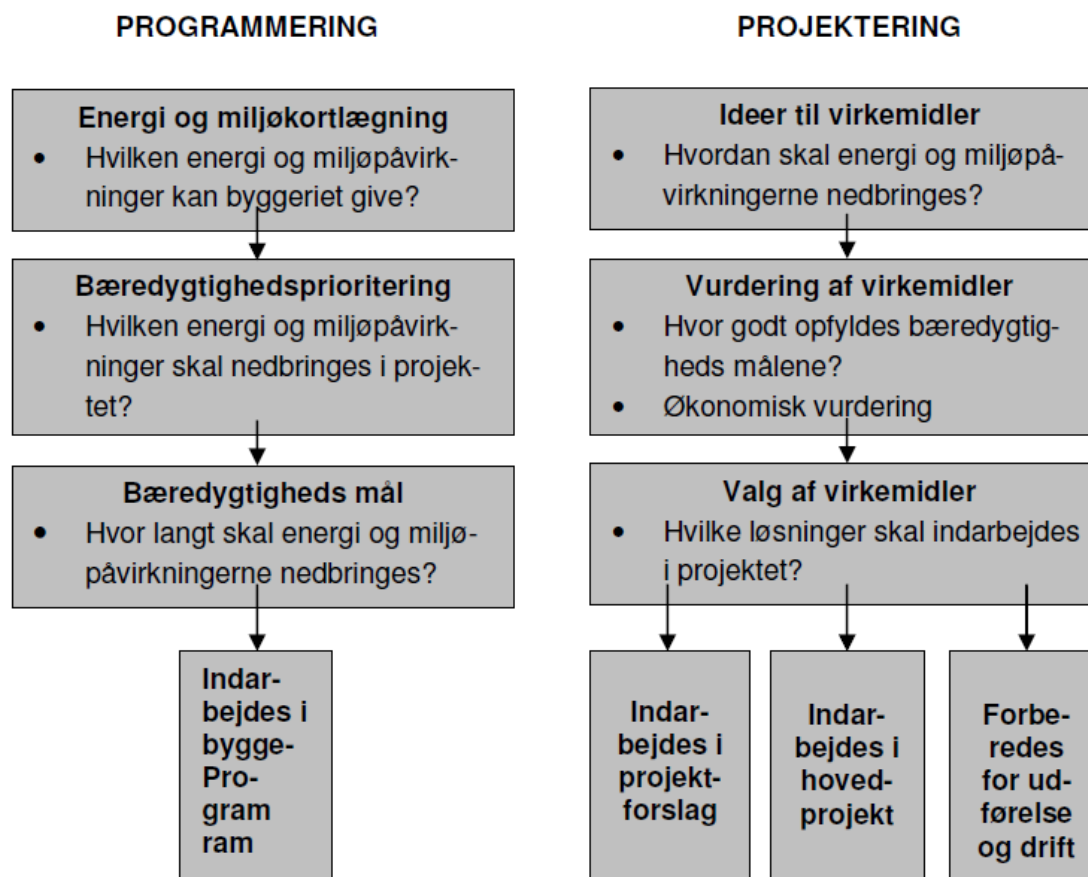 PROGRAMMERING
Energi og miljøkortlægning
• Hvilken energi og miljøpåvirk-
ninger kan byggeriet give?
Bæredygtighedsprioritering
• Hvilken energi og miljøpåvirk-
ninger skal nedbringes i projek-
tet?
Bæredygtigheds mål
• Hvor langt skal energi og miljø-
påvirkningerne nedbringes?
Indar-
bejdes i
bygge-
Pro-
gram
ram
PROJEKTERING
Ideer til virkemidler
• Hvordan skal energi og miljøpå-
virkningerne nedbringes?
Vurdering af virkemidler
• Hvor godt opfyldes bæredygtig-
heds målene?
• Økonomisk vurdering
Valg af virkemidler
• Hvilke løsninger skal indarbejdes
i projektet?
Indar-
bejdes i
projekt-
forslag
Indar-
bejdes i
hoved-
projekt
Forbe-
redes
for ud-
førelse
og drift